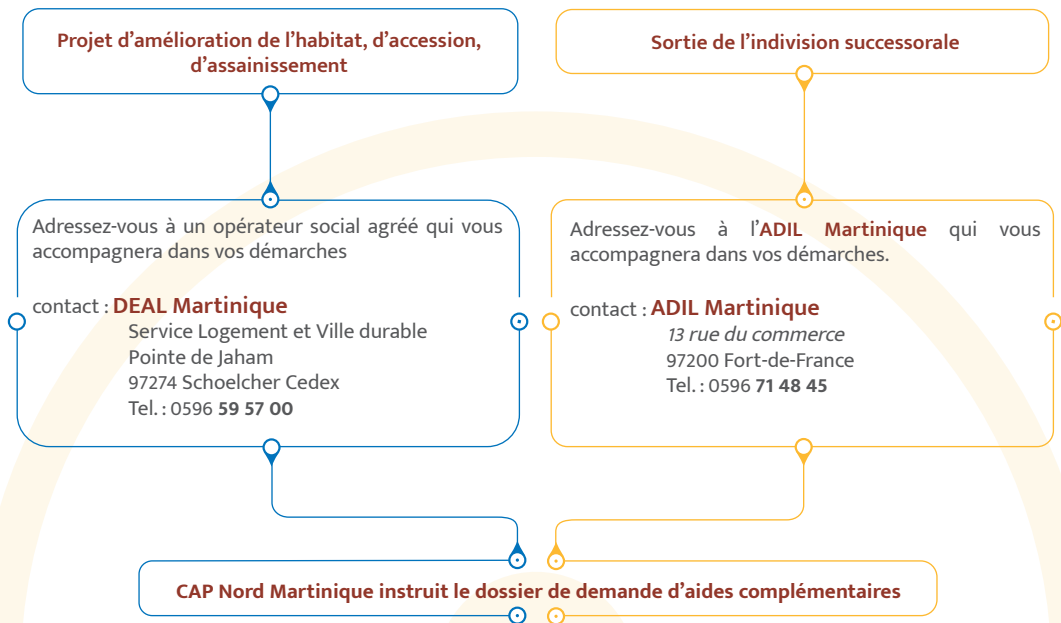 Projet d'amélioration de l'habitat, d'accession,
d'assainissement
Sortie de l'indivision successorale
Adressez-vous à un opérateur social agréé qui vous
accompagnera dans vos démarches
contact : DEAL Martinique
Service Logement et Ville durable
Pointe de Jaham
97274 Schoelcher Cedex
Tel. : 0596 59 57 00
Adressez-vous à l'ADIL Martinique qui vous
accompagnera dans vos démarches.
contact : ADIL Martinique
13 rue du commerce
97200 Fort-de-France
Tel. : 0596 71 48 45
CAP Nord Martinique instruit le dossier de demande d'aides complémentaires